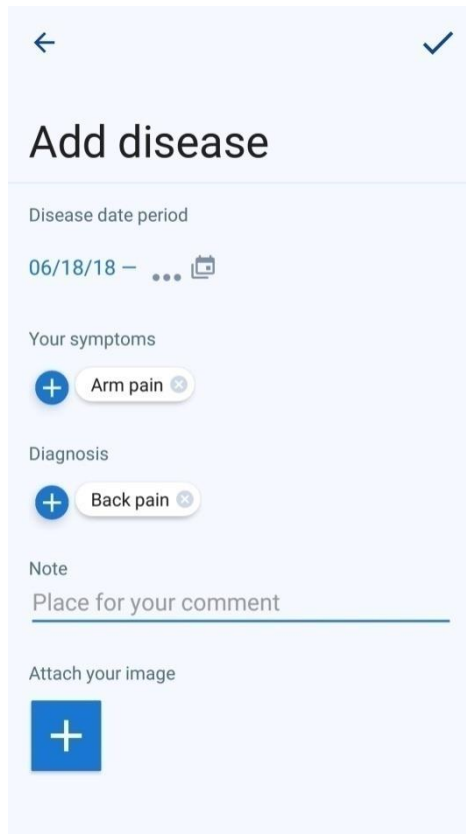 Add disease
Disease date period
06/18/18 – ...
Your symptoms
Arm pain
Diagnosis
Back pain
Note
Place for your comment
Attach your image